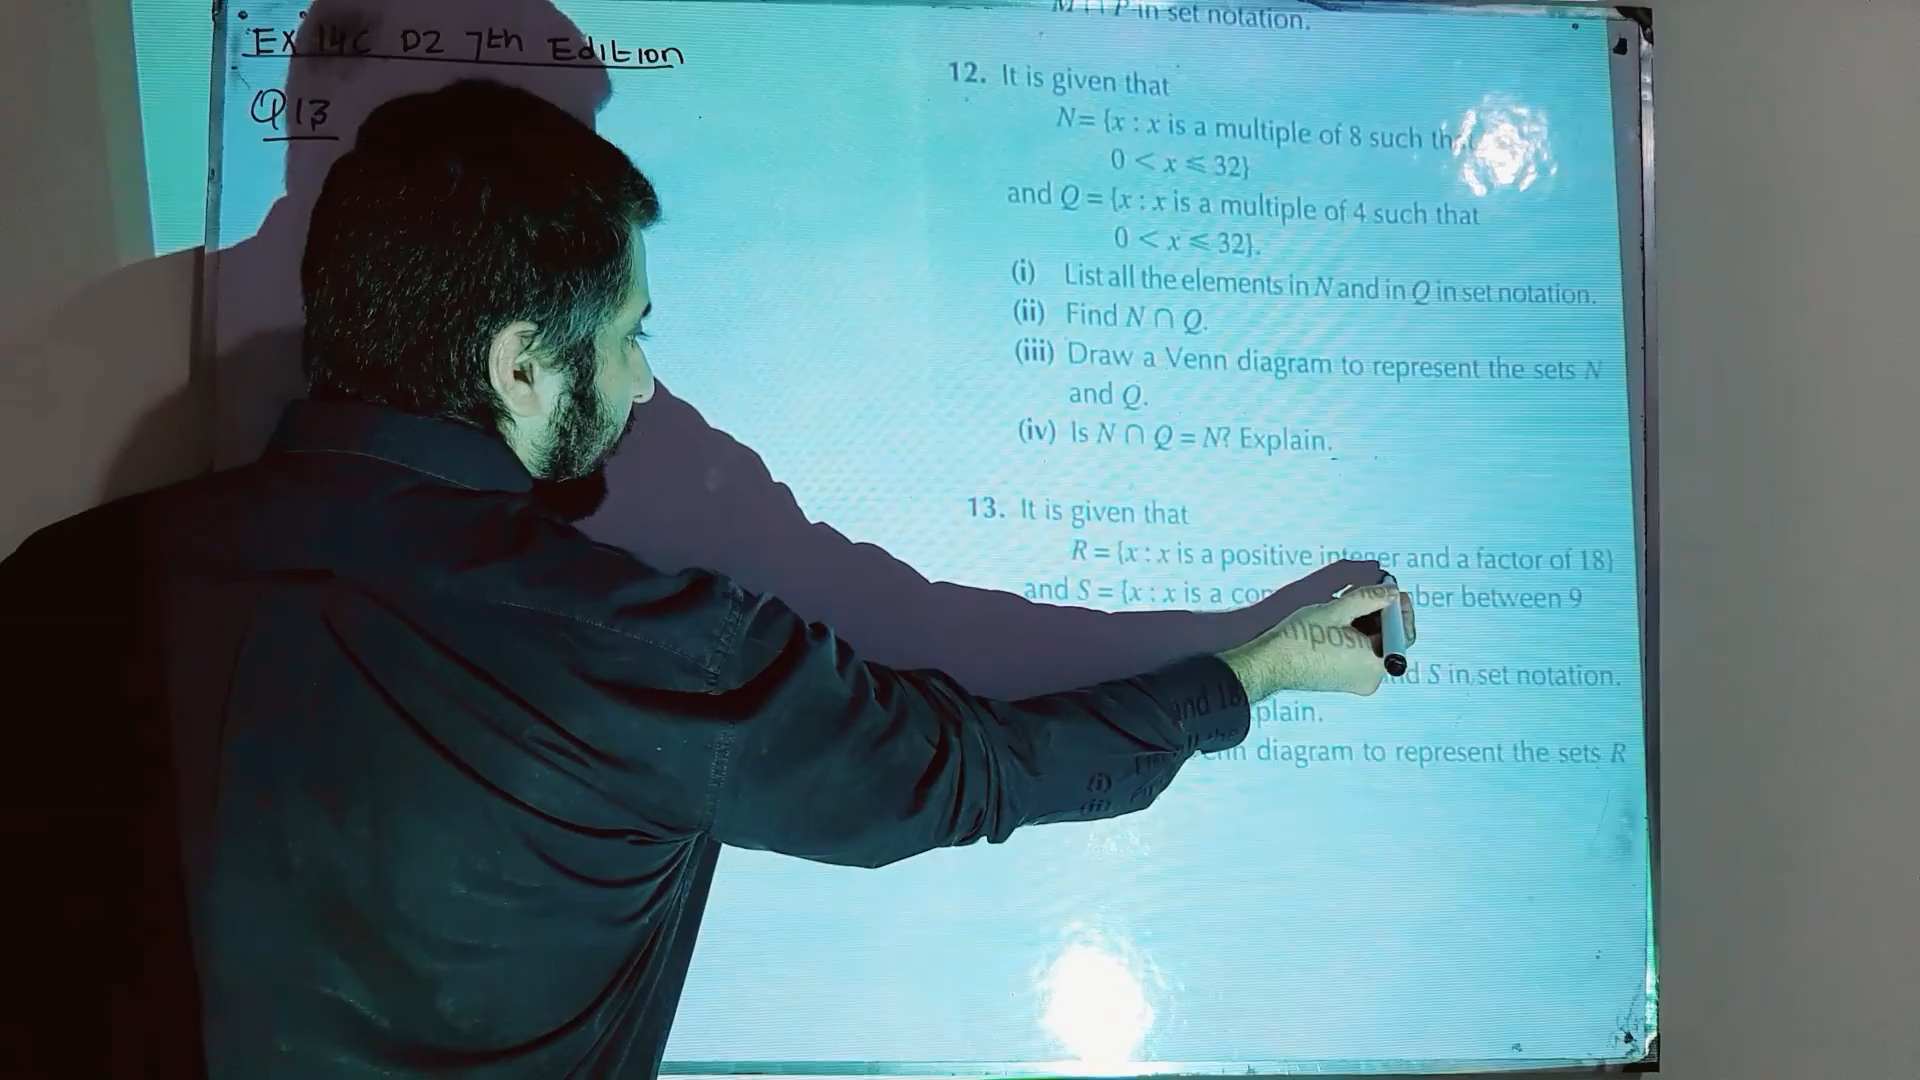 Ex 14C D2 7th Edition
Q13
in set notation.
12. It is given that
N = {x : x is a multiple of 8 such
0 < x ⩽ 32}
and Q = {x : x is a multiple of 4 such that
0 < x ⩽ 32}.
(i) List all the elements in N and in Q in set notation.
(ii) Find N ∩ Q.
(iii) Draw a Venn diagram to represent the sets N
and Q.
(iv) Is N ∩ Q = N? Explain.
13. It is given that
R = {x : x is a positive integer and a factor of 18}
and S = {x : x is a between 9
and 18
S in set notation.
(i)
(ii)
diagram to represent the sets R